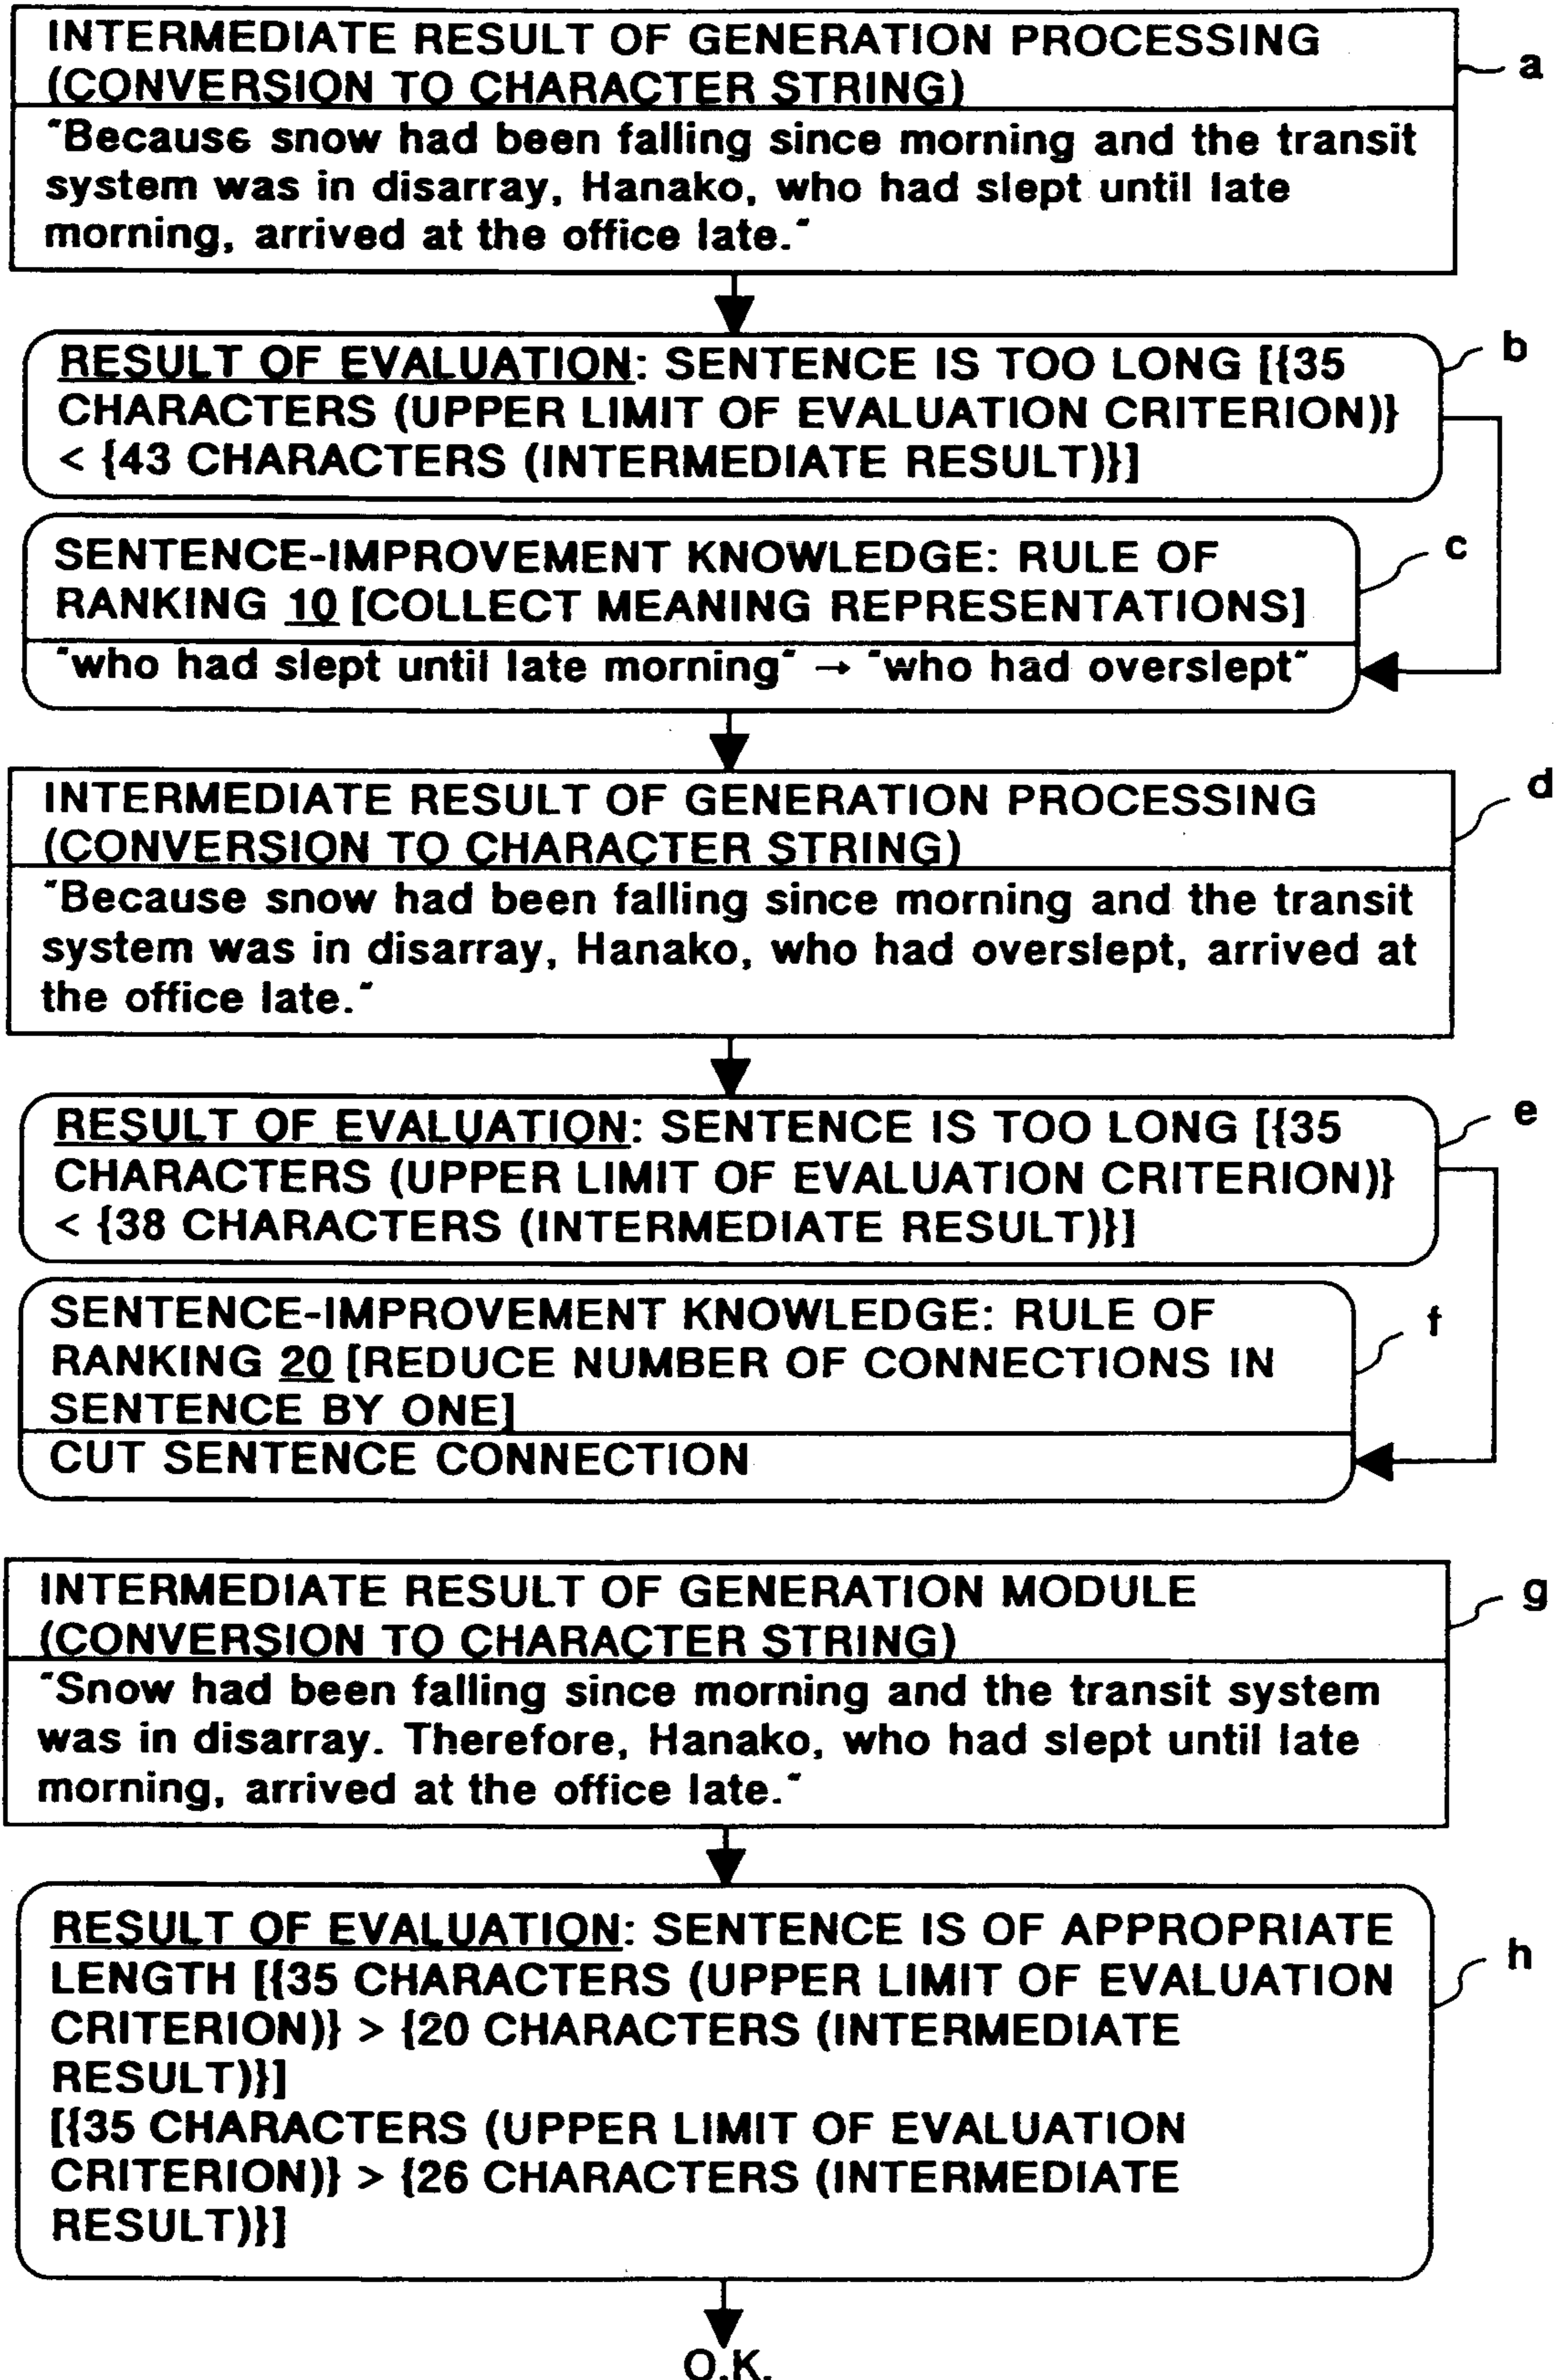 INTERMEDIATE RESULT OF GENERATION PROCESSING
(CONVERSION TO CHARACTER STRING)
a
"Because snow had been falling since morning and the transit
system was in disarray, Hanako, who had slept until late
morning, arrived at the office late."
RESULT OF EVALUATION: SENTENCE IS TOO LONG [{35
b
CHARACTERS (UPPER LIMIT OF EVALUATION CRITERION)}
< {43 CHARACTERS (INTERMEDIATE RESULT)}]
SENTENCE-IMPROVEMENT KNOWLEDGE: RULE OF
c
RANKING 10 [COLLECT MEANING REPRESENTATIONS]
"who had slept until late morning" → "who had overslept"
INTERMEDIATE RESULT OF GENERATION PROCESSING
d
(CONVERSION TO CHARACTER STRING)
"Because snow had been falling since morning and the transit
system was in disarray, Hanako, who had overslept, arrived at
the office late."
RESULT OF EVALUATION: SENTENCE IS TOO LONG [{35
e
CHARACTERS (UPPER LIMIT OF EVALUATION CRITERION)}
< {38 CHARACTERS (INTERMEDIATE RESULT)}]
SENTENCE-IMPROVEMENT KNOWLEDGE: RULE OF
f
RANKING 20 [REDUCE NUMBER OF CONNECTIONS IN
SENTENCE BY ONE]
CUT SENTENCE CONNECTION
INTERMEDIATE RESULT OF GENERATION MODULE
g
(CONVERSION TO CHARACTER STRING)
"Snow had been falling since morning and the transit system
was in disarray. Therefore, Hanako, who had slept until late
morning, arrived at the office late."
RESULT OF EVALUATION: SENTENCE IS OF APPROPRIATE
h
LENGTH [{35 CHARACTERS (UPPER LIMIT OF EVALUATION
CRITERION)} > {20 CHARACTERS (INTERMEDIATE
RESULT)}]
[{35 CHARACTERS (UPPER LIMIT OF EVALUATION
CRITERION)} > {26 CHARACTERS (INTERMEDIATE
RESULT)}]
O.K.